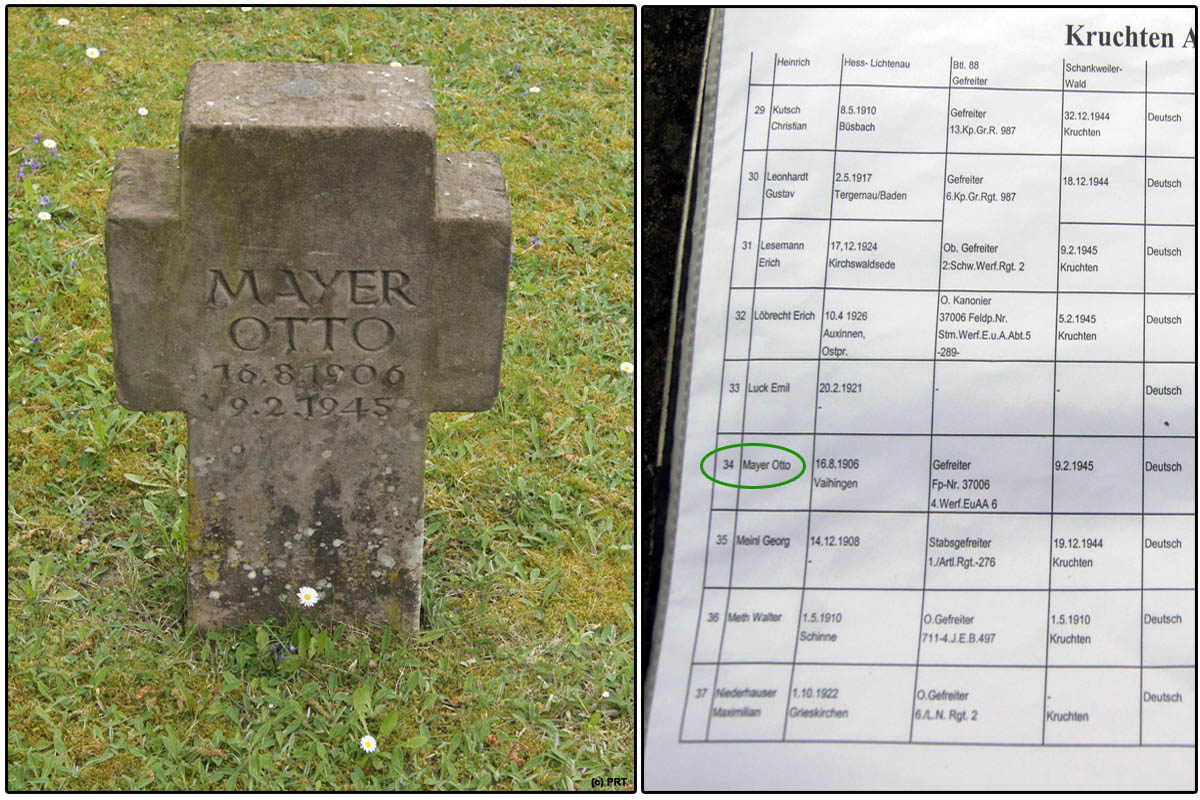 MAYER
OTTO
16.8.1906
9.2.1945
(c) PRT.
Kruchten A
Heinrich
Hess- Lichtenau
Btl. 88
Gefreiter
Schankweiler-
Wald
29
Kutsch
Christian
8.5.1910
Büsbach
Gefreiter
13.Kp.Gr.R. 987
32.12.1944
Kruchten
Deutsch
30
Leonhardt
Gustav
2.5.1917
Tergernau/Baden
Gefreiter
6.Kp.Gr.Rgt. 987
18.12.1944
Deutsch
31
Lesemann
Erich
17,12.1924
Kirchswaldsede
Ob. Gefreiter
2:Schw.Werf.Rgt. 2
9.2.1945
Kruchten
Deutsch
32
Löbrecht Erich
10.4 1926
Auxinnen,
Ostpr.
O. Kanonier
37006 Feldp.Nr.
Stm.Werf.E.u.A.Abt.5
-289-
5.2.1945
Kruchten
Deutsch
33
Luck Emil
20.2.1921
-
-
-
Deutsch
34
Mayer Otto
16.8.1906
Vaihingen
Gefreiter
Fp-Nr. 37006
4.Werf.EuAA 6
9.2.1945
Deutsch
35
Meinl Georg
14.12.1908
-
Stabsgefreiter
1./Artl.Rgt.-276
19.12.1944
Kruchten
Deutsch
36
Meth Walter
1.5.1910
Schinne
O.Gefreiter
711-4.J.E.B.497
1.5.1910
Kruchten
Deutsch
37
Niederhauser
Maximilian
1.10.1922
Grieskirchen
O.Gefreiter
6./L.N. Rgt. 2
-
Kruchten
Deutsch